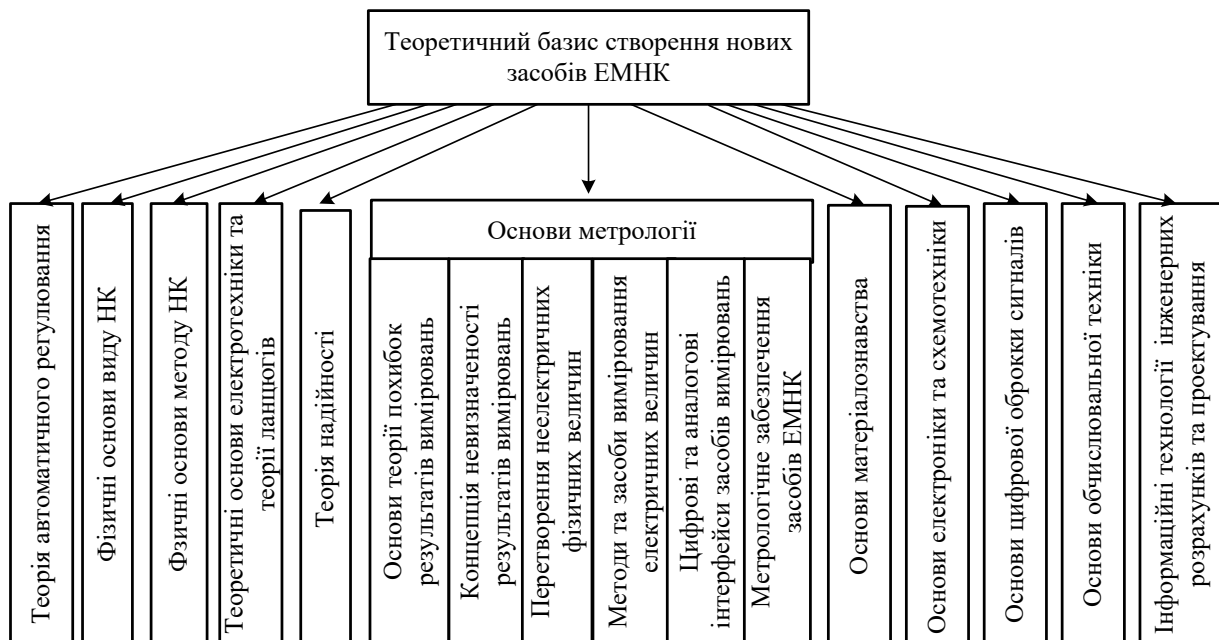 Теоретичний базис створення нових
засобів ЕМНК
Теорія автоматичного регулювання
Фізичні основи виду НК
Фзичні основи методу НК
Теоретичні основи електротехніки та
теорії ланцюгів
Теорія надійності
Основи метрології
Основи теорії похибок
результатів вимірювань
Концепція невизначеності
результатів вимірювань
Перетворення неелектричних
фізичних величин
Методи та засоби вимірювання
електричних величин
Цифрові та аналогові
інтерфейси засобів вимірювань
Метрологічне забезпечення
засобів ЕМНК
Основи матеріалознавства
Основи електроніки та схемотехніки
Основи цифрової оброкки сигналів
Основи обчислювальної техніки
Інформаційні технології інженерних
розрахунків та проектування